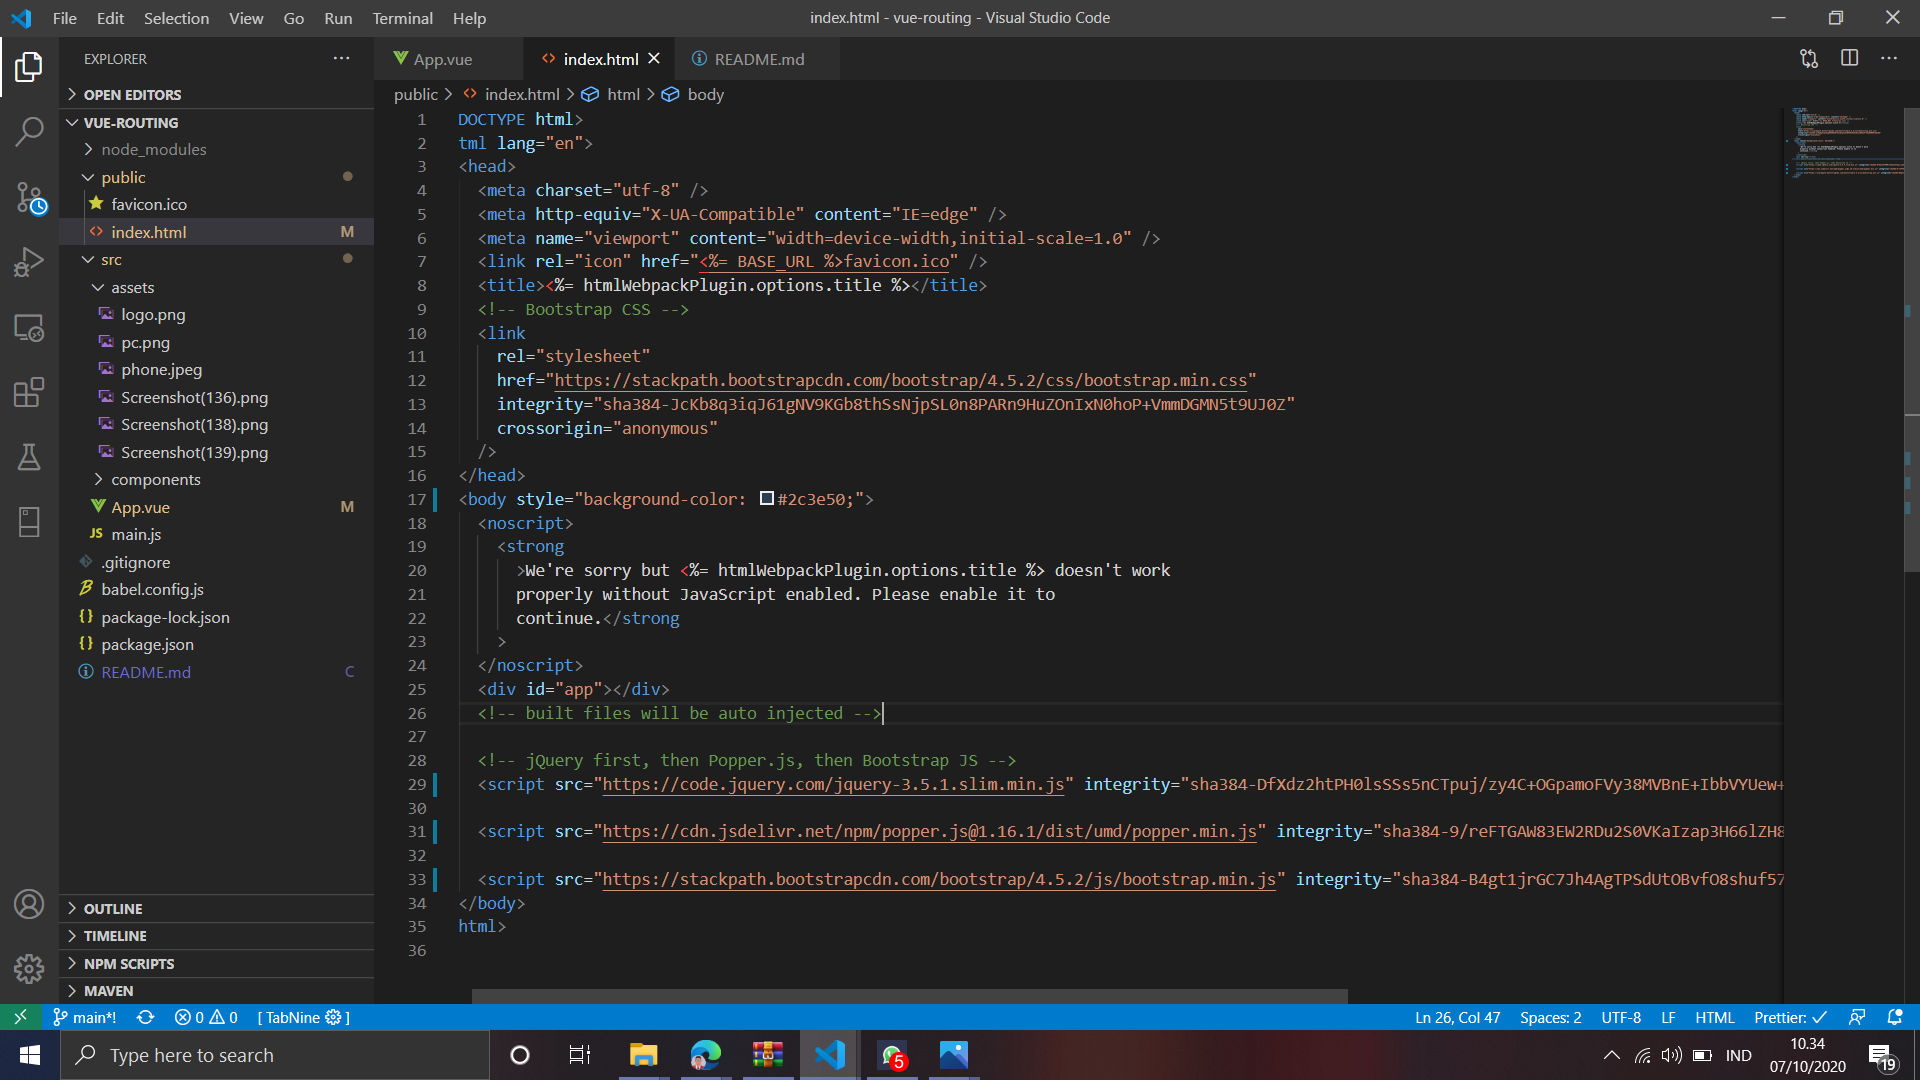 File Edit Selection View Go Run Terminal Help
index.html - vue-routing - Visual Studio Code
EXPLORER
OPEN EDITORS
VUE-ROUTING
node_modules
public
favicon.ico
index.html M
src
assets
logo.png
pc.png
phone.jpeg
Screenshot(136).png
Screenshot(138).png
Screenshot(139).png
components
App.vue M
JS main.js
.gitignore
babel.config.js
{} package-lock.json
{} package.json
README.md C
OUTLINE
TIMELINE
NPM SCRIPTS
MAVEN
App.vue index.html README.md
public > index.html > html > body
1 DOCTYPE html>
2 tml lang="en">
3 <head>
4 <meta charset="utf-8" />
5 <meta http-equiv="X-UA-Compatible" content="IE=edge" />
6 <meta name="viewport" content="width=device-width,initial-scale=1.0" />
7 <link rel="icon" href="<%= BASE_URL %>favicon.ico" />
8 <title><%= htmlWebpackPlugin.options.title %></title>
9 <!-- Bootstrap CSS -->
10 <link
11 rel="stylesheet"
12 href="https://stackpath.bootstrapcdn.com/bootstrap/4.5.2/css/bootstrap.min.css"
13 integrity="sha384-JcKb8q3iqJ61gNV9KGb8thSsNjpSL0n8PARn9HuZOnIxN0hoP+VmmDGMN5t9UJ0Z"
14 crossorigin="anonymous"
15 />
16 </head>
17 <body style="background-color: #2c3e50;">
18 <noscript>
19 <strong
20 >We're sorry but <%= htmlWebpackPlugin.options.title %> doesn't work
21 properly without JavaScript enabled. Please enable it to
22 continue.</strong
23 >
24 </noscript>
25 <div id="app"></div>
26 <!-- built files will be auto injected -->
27
28 <!-- jQuery first, then Popper.js, then Bootstrap JS -->
29 <script src="https://code.jquery.com/jquery-3.5.1.slim.min.js" integrity="sha384-DfXdz2htPH0lsSSs5nCTpuj/zy4C+OGpamoFVy38MVBnE+IbbVYUew+
30
31 <script src="https://cdn.jsdelivr.net/npm/popper.js@1.16.1/dist/umd/popper.min.js" integrity="sha384-9/reFTGAW83EW2RDu2S0VKaIzap3H66lZH8
32
33 <script src="https://stackpath.bootstrapcdn.com/bootstrap/4.5.2/js/bootstrap.min.js" integrity="sha384-B4gt1jrGC7Jh4AgTPSdUtOBvfO8shuf57
34 </body>
35 html>
36
main*! 0 0 [ TabNine ]
Ln 26, Col 47 Spaces: 2 UTF-8 LF HTML Prettier: ✓
Type here to search
5
IND
10.34
07/10/2020
19